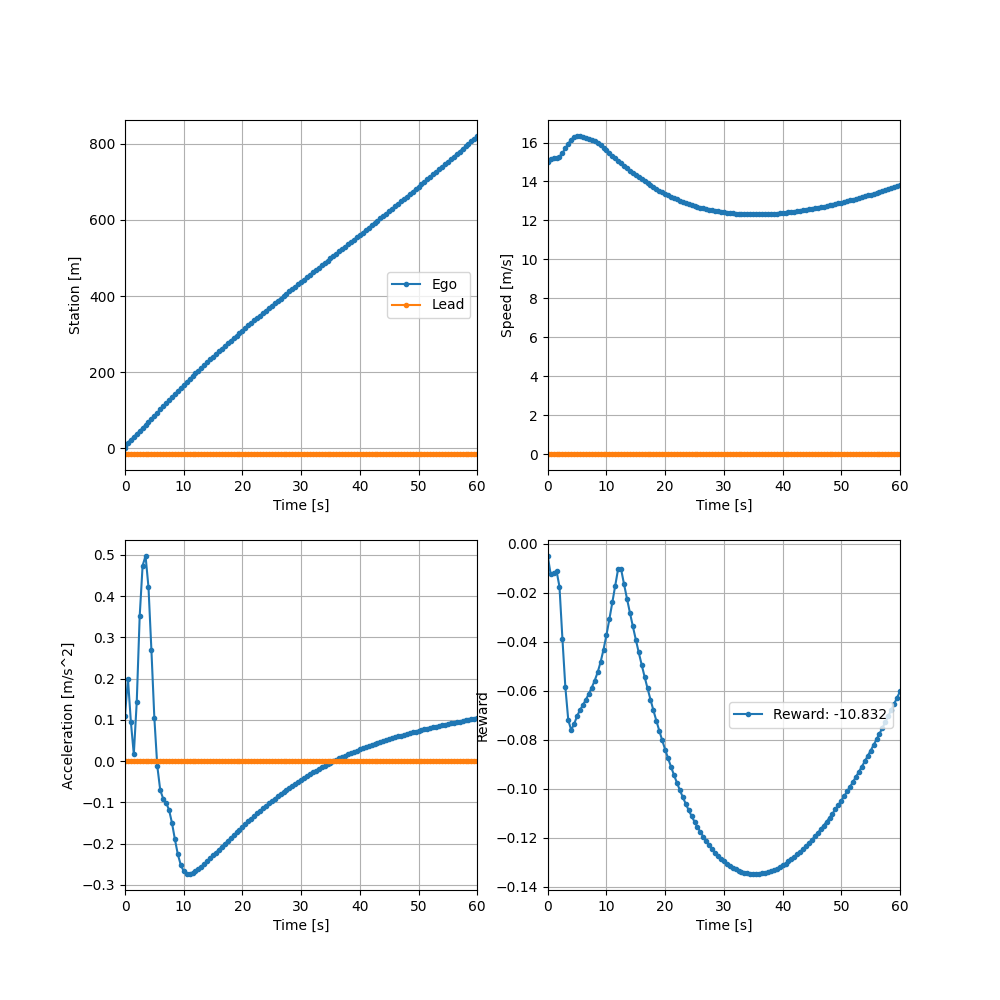 800
600
400
200
0
Station [m]
Ego
Lead
0 10 20 30 40 50 60
Time [s]
16
14
12
10
8
6
4
2
0
Speed [m/s]
0 10 20 30 40 50 60
Time [s]
0.5
0.4
0.3
0.2
0.1
0.0
−0.1
−0.2
−0.3
Acceleration [m/s^2]
0 10 20 30 40 50 60
Time [s]
0.00
−0.02
−0.04
−0.06
−0.08
−0.10
−0.12
−0.14
Reward
Reward: -10.832
0 10 20 30 40 50 60
Time [s]